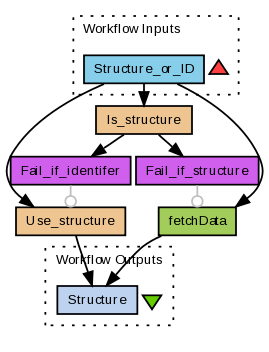 Workflow Inputs
Structure_or_ID
Is_structure
Fail_if_identifer
Fail_if_structure
Use_structure
fetchData
Workflow Outputs
Structure